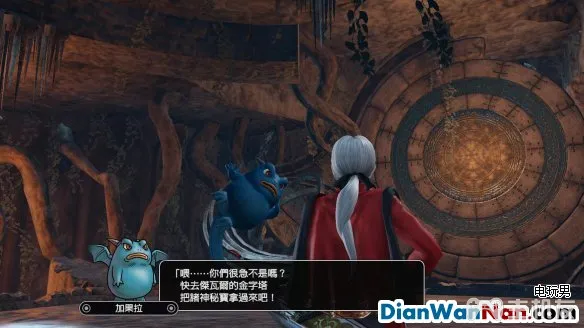 「喂……你們很急不是嗎？
快去傑瓦爾的金字塔
把諸神秘寶拿過來吧！
加果拉
电玩男
DianWanNan.com